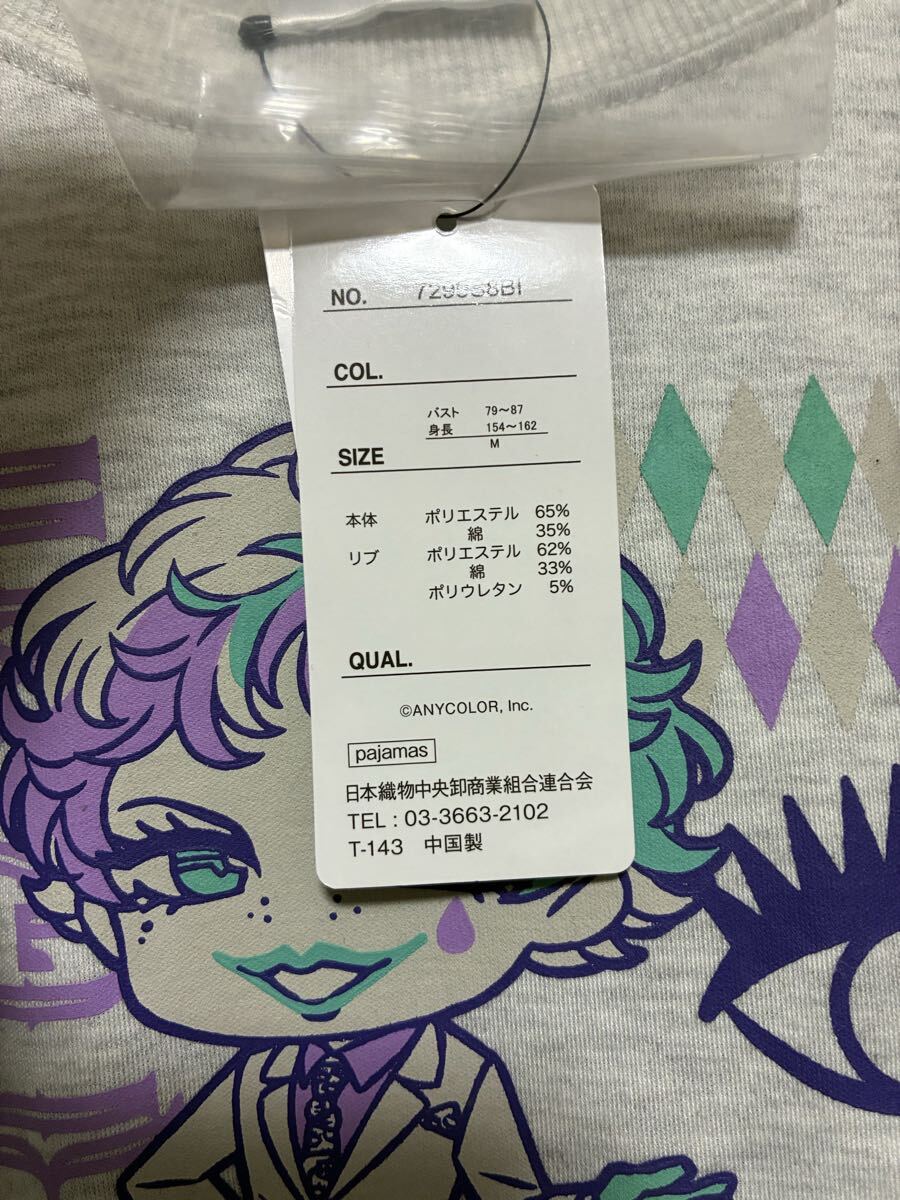 NO.
COL.
バスト 79〜87
身長 154〜162
M
SIZE
本体 ポリエステル 65%
綿 35%
リブ ポリエステル 62%
綿 33%
ポリウレタン 5%
QUAL.
©ANYCOLOR, Inc.
pajamas
日本織物中央卸商業組合連合会
TEL : 03-3663-2102
T-143 中国製